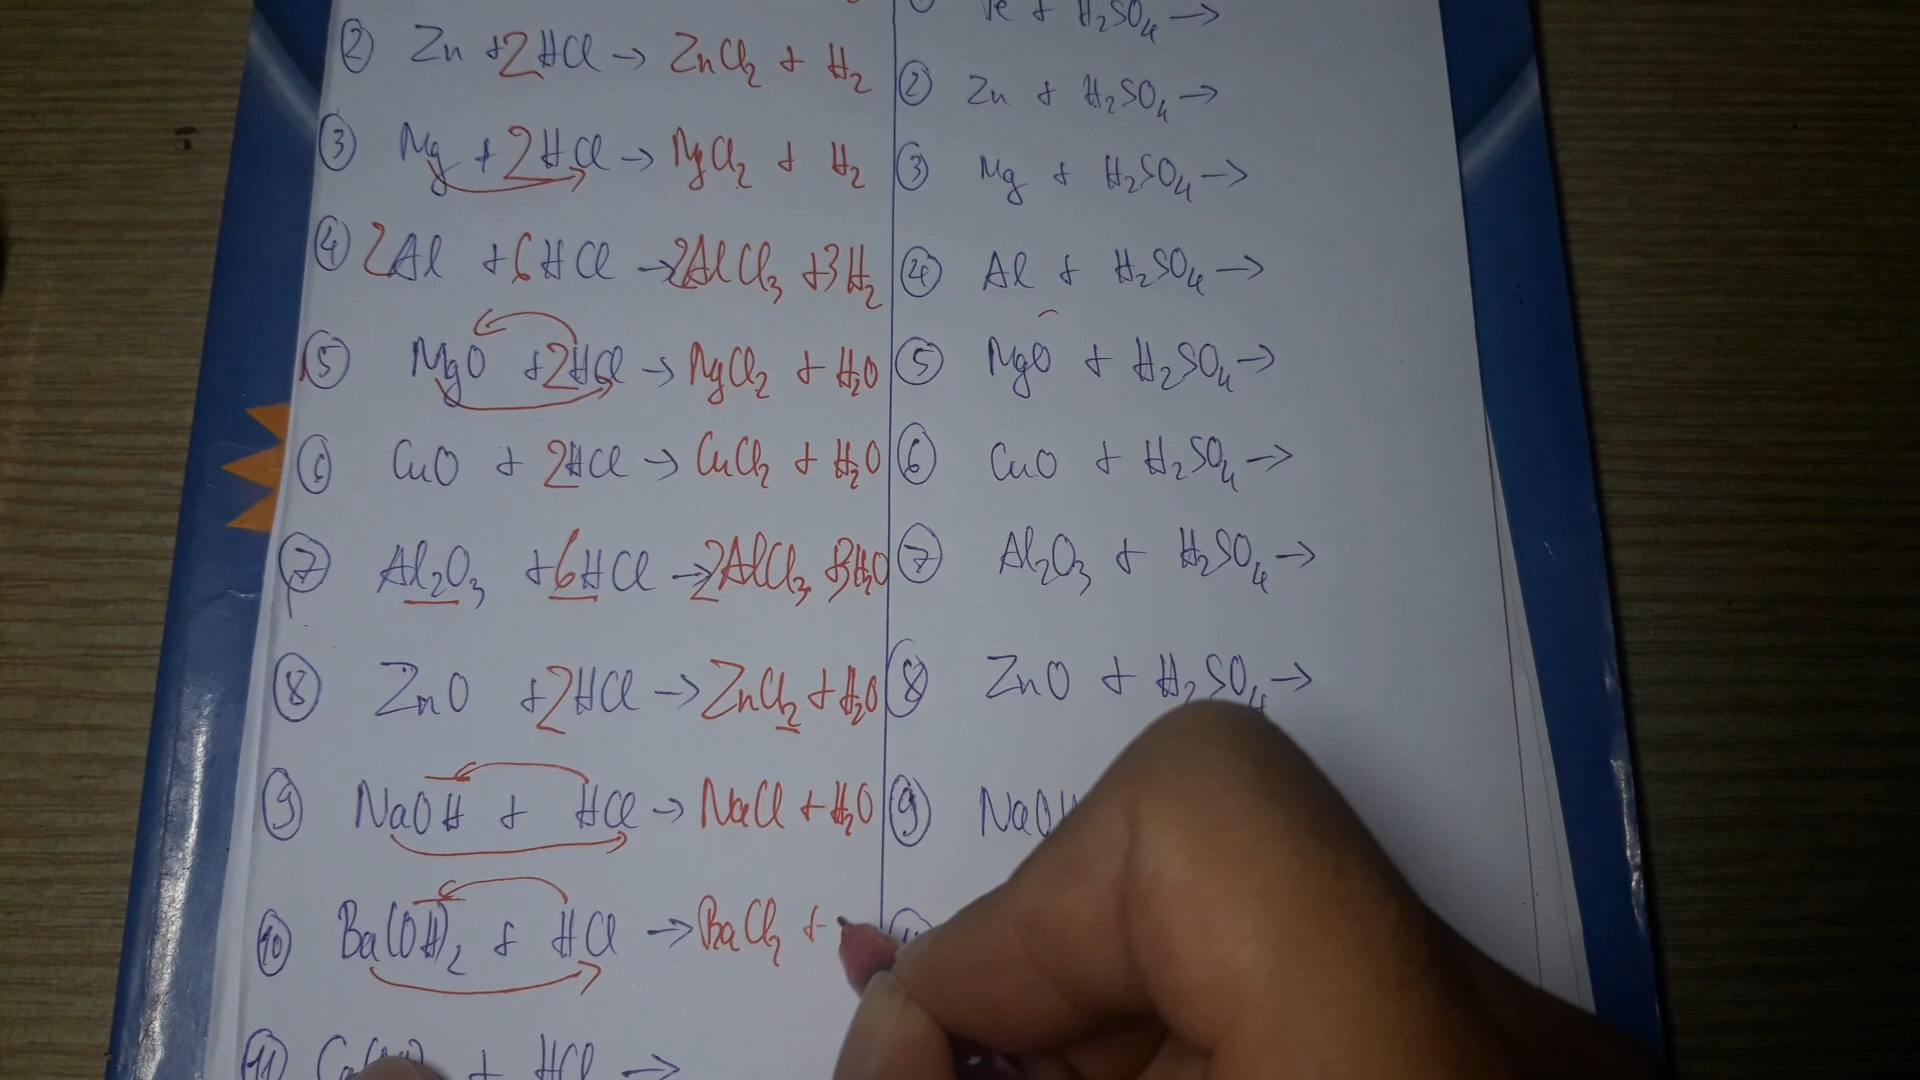 ② Zn + 2HCl → ZnCl₂ + H₂
③ Mg + 2HCl → MgCl₂ + H₂
④ 2Al + 6HCl → 2AlCl₃ + 3H₂
⑤ MgO + 2HCl → MgCl₂ + H₂O
⑥ CuO + 2HCl → CuCl₂ + H₂O
⑦ Al₂O₃ + 6HCl → 2AlCl₃ + 3H₂O
⑧ ZnO + 2HCl → ZnCl₂ + H₂O
⑨ NaOH + HCl → NaCl + H₂O
⑩ Ba(OH)₂ + HCl → BaCl₂ +
⑪ + HCl →
Fe + H₂SO₄ →
② Zn + H₂SO₄ →
③ Mg + H₂SO₄ →
④ Al + H₂SO₄ →
⑤ MgO + H₂SO₄ →
⑥ CuO + H₂SO₄ →
⑦ Al₂O₃ + H₂SO₄ →
⑧ ZnO + H₂SO₄ →
⑨ NaOH